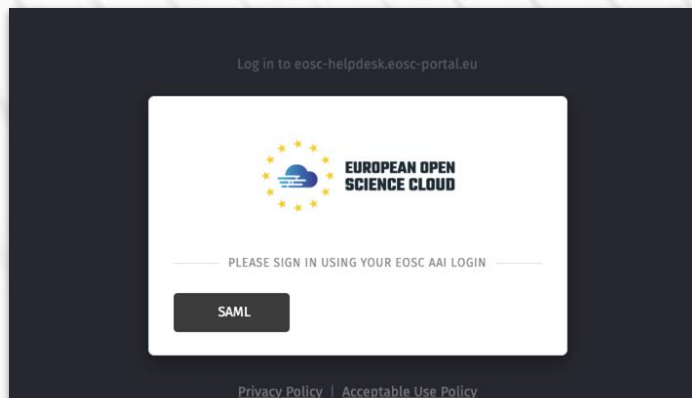 Log in to eosc-helpdesk.eosc-portal.eu
EUROPEAN OPEN
SCIENCE CLOUD
PLEASE SIGN IN USING YOUR EOSC AAI LOGIN
SAML
Privacy Policy | Acceptable Use Policy